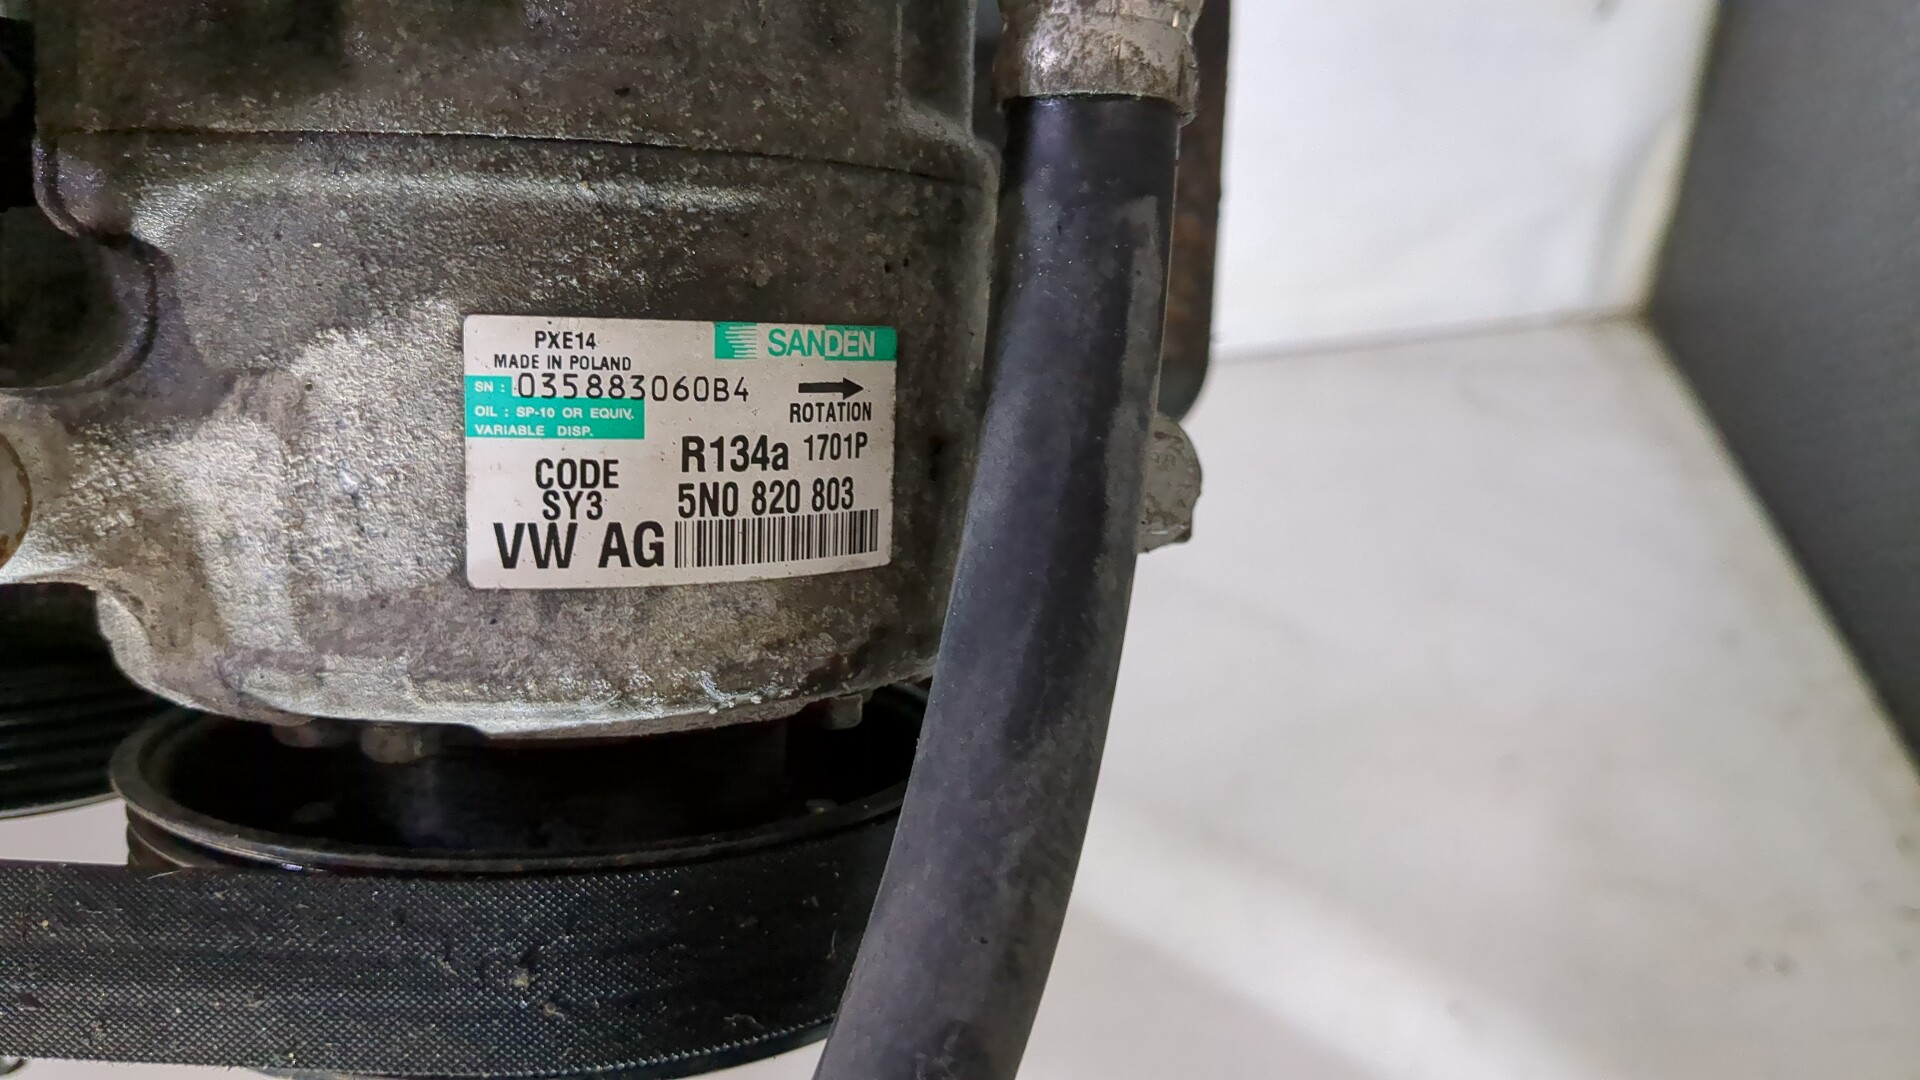 PXE14
SANDEN
MADE IN POLAND
SN : 035883060B4
ROTATION
OIL : SP-10 OR EQUIV.
VARIABLE DISP.
R134a 1701P
CODE
SY3
5N0 820 803
VW AG